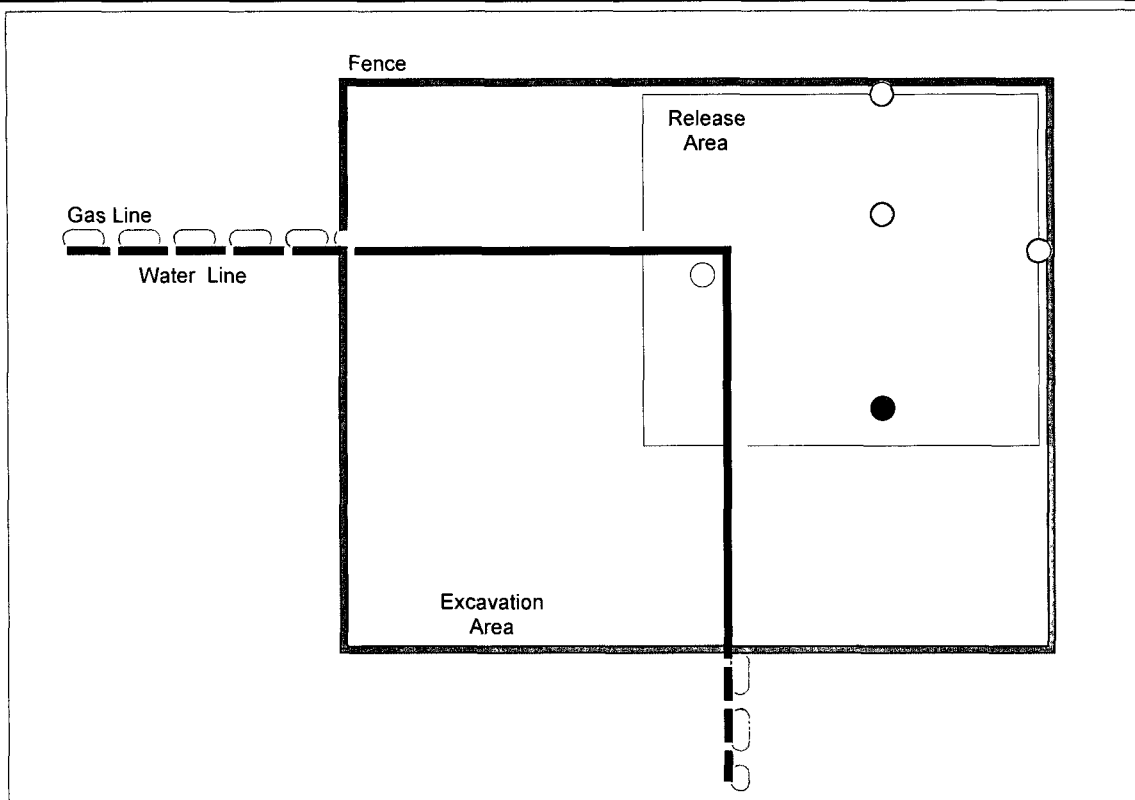 Fence
Release
Area
Gas Line
Water Line
Excavation
Area